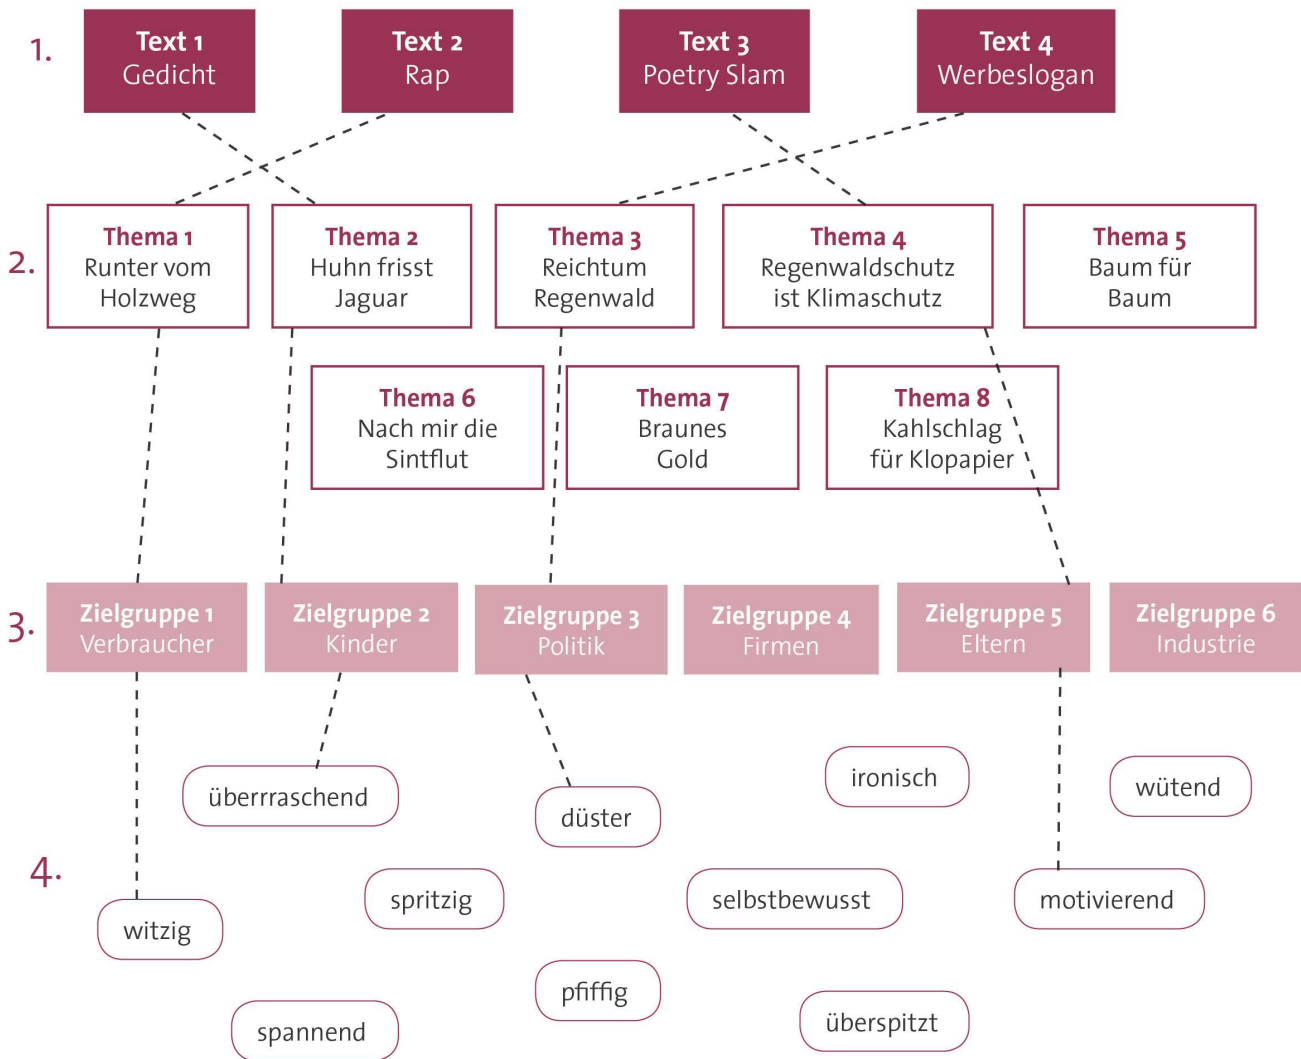 1.
Text 1
Gedicht
Text 2
Rap
Text 3
Poetry Slam
Text 4
Werbeslogan
2.
Thema 1
Runter vom
Holzweg
Thema 2
Huhn frisst
Jaguar
Thema 3
Reichtum
Regenwald
Thema 4
Regenwaldschutz
ist Klimaschutz
Thema 5
Baum für
Baum
Thema 6
Nach mir die
Sintflut
Thema 7
Braunes
Gold
Thema 8
Kahlschlag
für Klopapier
3.
Zielgruppe 1
Verbraucher
Zielgruppe 2
Kinder
Zielgruppe 3
Politik
Zielgruppe 4
Firmen
Zielgruppe 5
Eltern
Zielgruppe 6
Industrie
4.
überrraschend
düster
ironisch
wütend
witzig
spritzig
selbstbewusst
motivierend
spannend
pfiffig
überspitzt